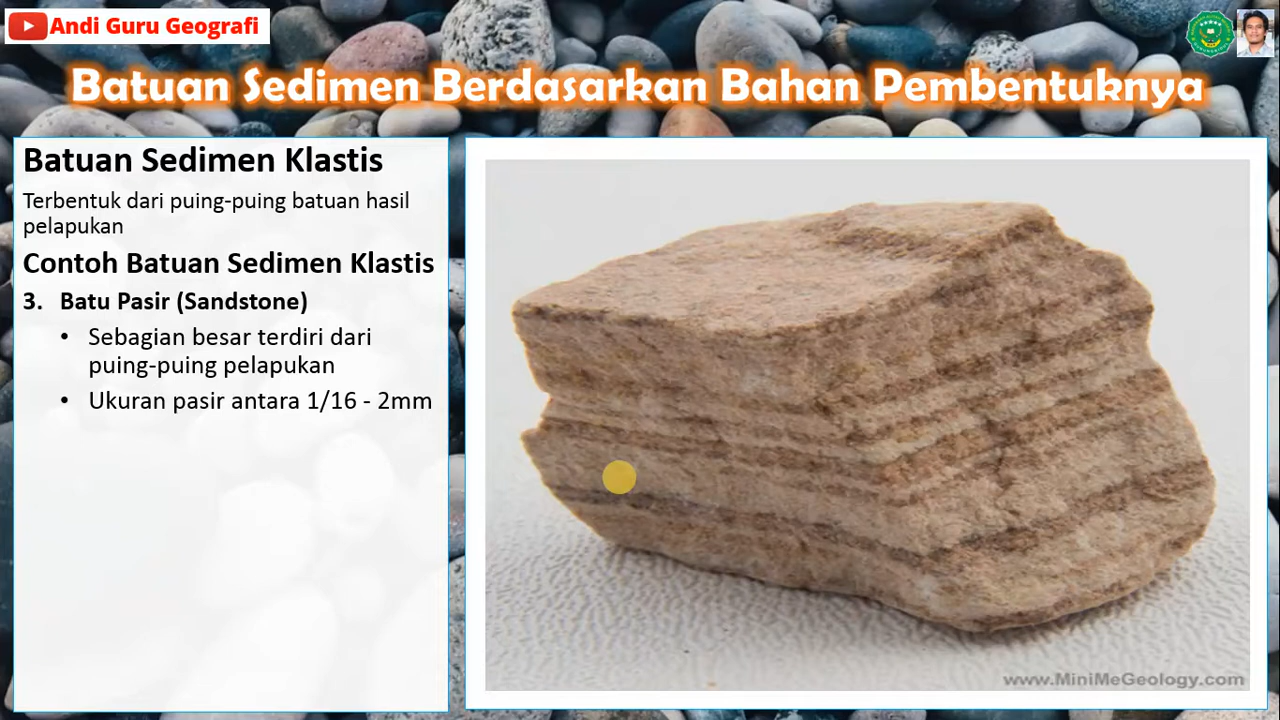 Andi Guru Geografi
Batuan Sedimen Berdasarkan Bahan Pembentuknya
Batuan Sedimen Klastis
Terbentuk dari puing-puing batuan hasil
pelapukan
Contoh Batuan Sedimen Klastis
3. Batu Pasir (Sandstone)
• Sebagian besar terdiri dari
puing-puing pelapukan
• Ukuran pasir antara 1/16 - 2mm
www.MiniMeGeology.com